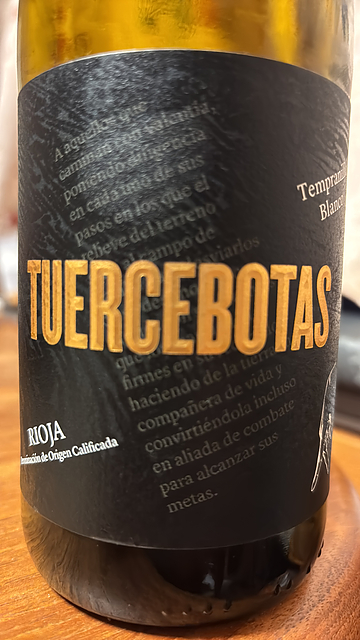 A aquellos que
caminan con valentía,
poniendo
en cada uno de sus
pasos en los que el
relieve del terreno
campo de
firmes en
haciendo de la tierra
compañera de vida y
convirtiéndola incluso
en aliada de combate
para alcanzar sus
metas.
Tempranillo
Blanco
TUERCEBOTAS
RIOJA
Denominación de Origen Calificada